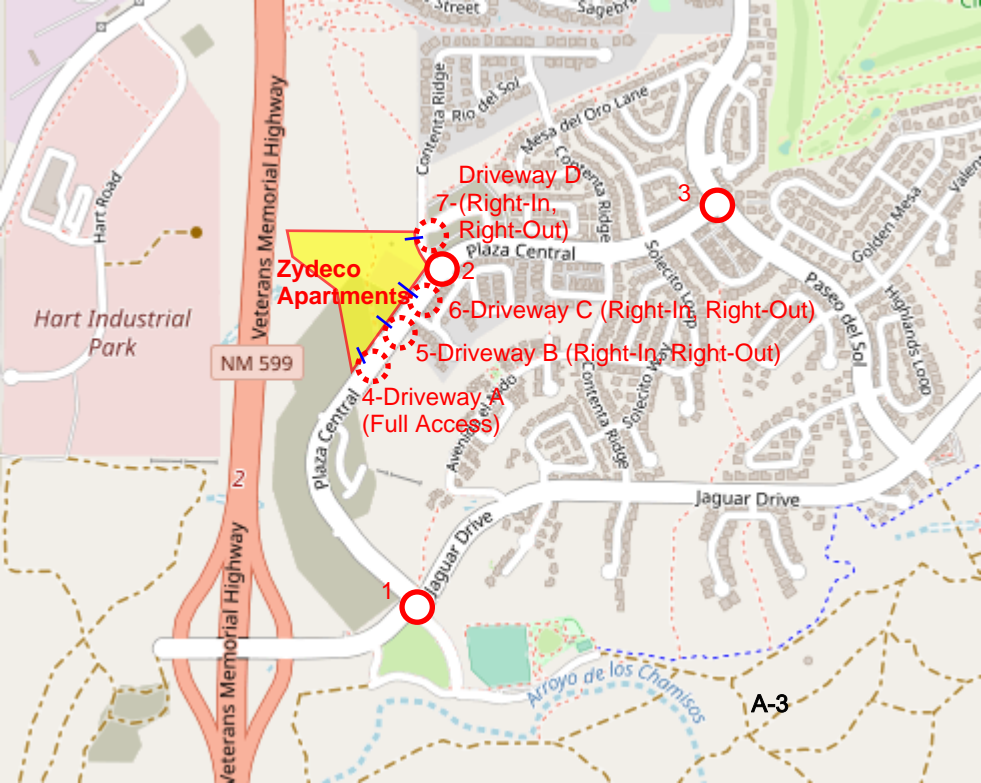 Street
Sagebr
Cie
Contenta Ridge
Rio del Sol
Mesa del Oro Lane
Veterans Memorial Highway
Hart Road
Contenta Ridge
Driveway D
7-(Right-In,
Right-Out)
3
Valen
Golden Mesa
Plaza Central
2
Zydeco
Apartments
Solecito Loop
Paseo del Sol
Highlands Loop
6-Driveway C (Right-In, Right-Out)
Hart Industrial
Park
NM 599
5-Driveway B (Right-In, Right-Out)
4-Driveway A
(Full Access)
Plaza Central
Contenta Ridge
Solecito Way
2
Jaguar Drive
Jaguar Drive
1
Veterans Memorial Highway
Arroyo de los Chamisos
A-3